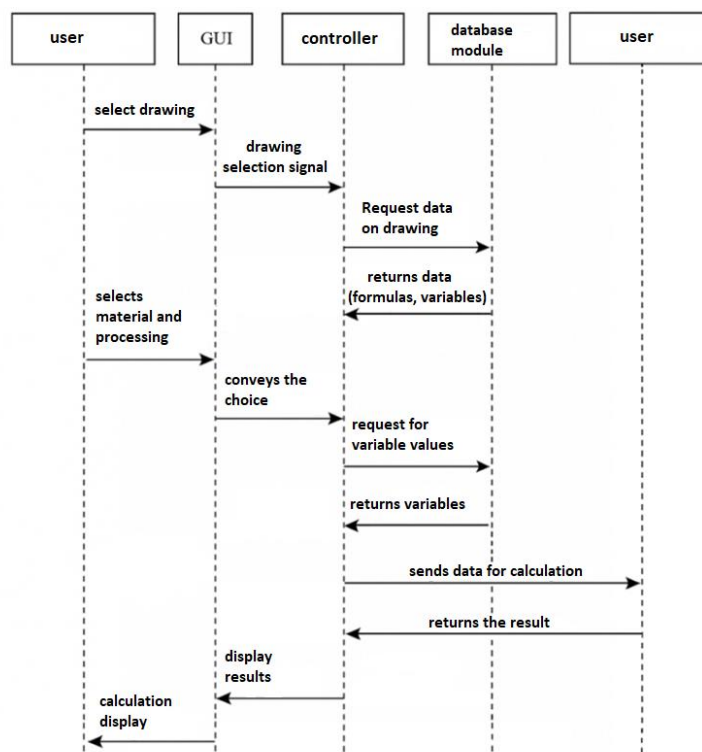 user
GUI
controller
database
module
user
select drawing
drawing
selection signal
Request data
on drawing
returns data
(formulas, variables)
selects
material and
processing
conveys the
choice
request for
variable values
returns variables
sends data for calculation
returns the result
display
results
calculation
display